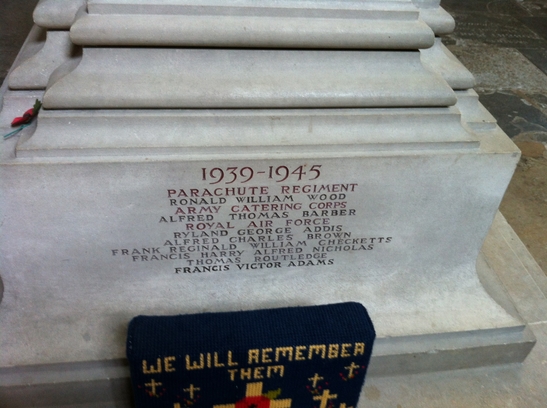 1939-1945
PARACHUTE REGIMENT
RONALD WILLIAM WOOD
ARMY CATERING CORPS
ALFRED THOMAS BARBER
ROYAL AIR FORCE
RYLAND GEORGE ADDIS
ALFRED CHARLES BROWN
FRANK REGINALD WILLIAM CHECKETTS
FRANCIS HARRY ALFRED NICHOLAS
THOMAS ROUTLEDGE
FRANCIS VICTOR ADAMS
WE WILL REMEMBER
THEM